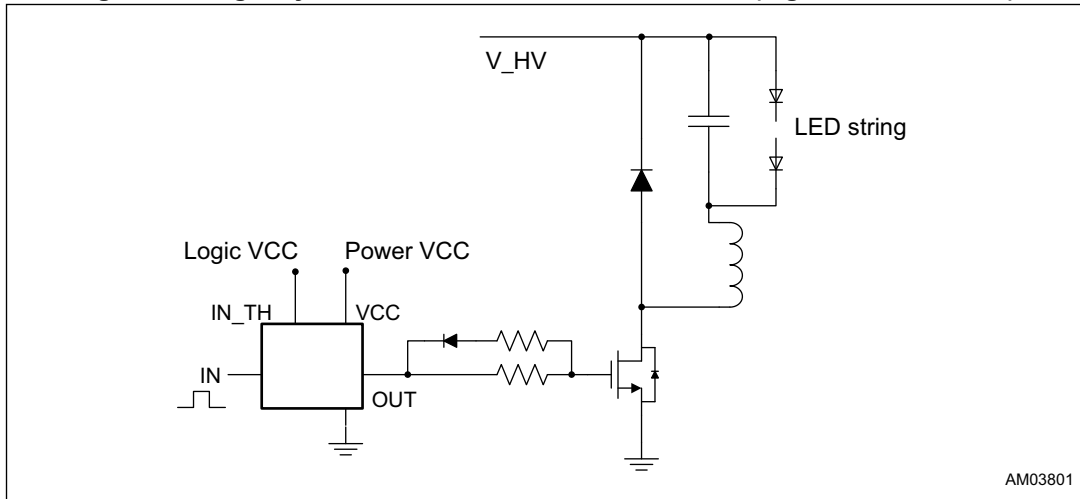 V_HV
LED string
Logic VCC Power VCC
IN_TH VCC
IN
OUT
AM03801